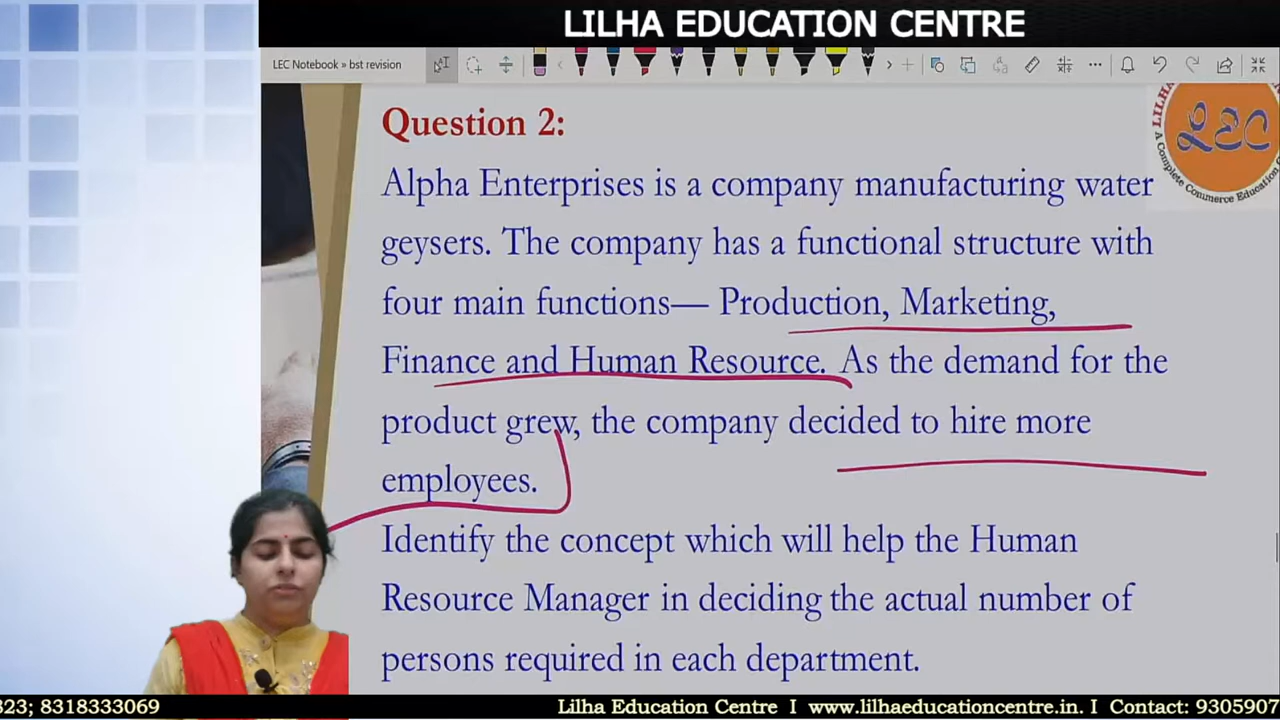 LILHA EDUCATION CENTRE
LEC Notebook » bst revision
LEC
Question 2:
Alpha Enterprises is a company manufacturing water
geysers. The company has a functional structure with
four main functions— Production, Marketing,
Finance and Human Resource. As the demand for the
product grew, the company decided to hire more
employees.
Identify the concept which will help the Human
Resource Manager in deciding the actual number of
persons required in each department.
323; 8318333069
Lilha Education Centre I www.lilhaeducationcentre.in. I Contact: 9305907